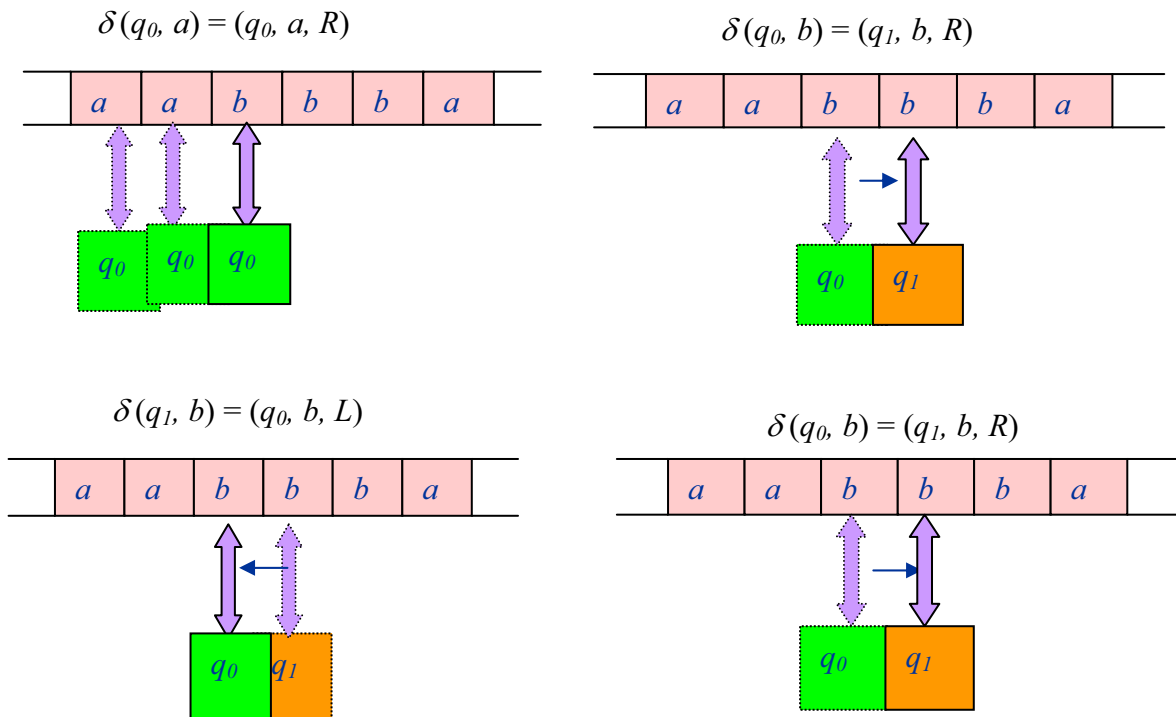 δ(q₀, a) = (q₀, a, R)
a a b b b a
q₀ q₀ q₀
δ(q₀, b) = (q₁, b, R)
a a b b b a
q₀ q₁
δ(q₁, b) = (q₀, b, L)
a a b b b a
q₀ q₁
δ(q₀, b) = (q₁, b, R)
a a b b b a
q₀ q₁